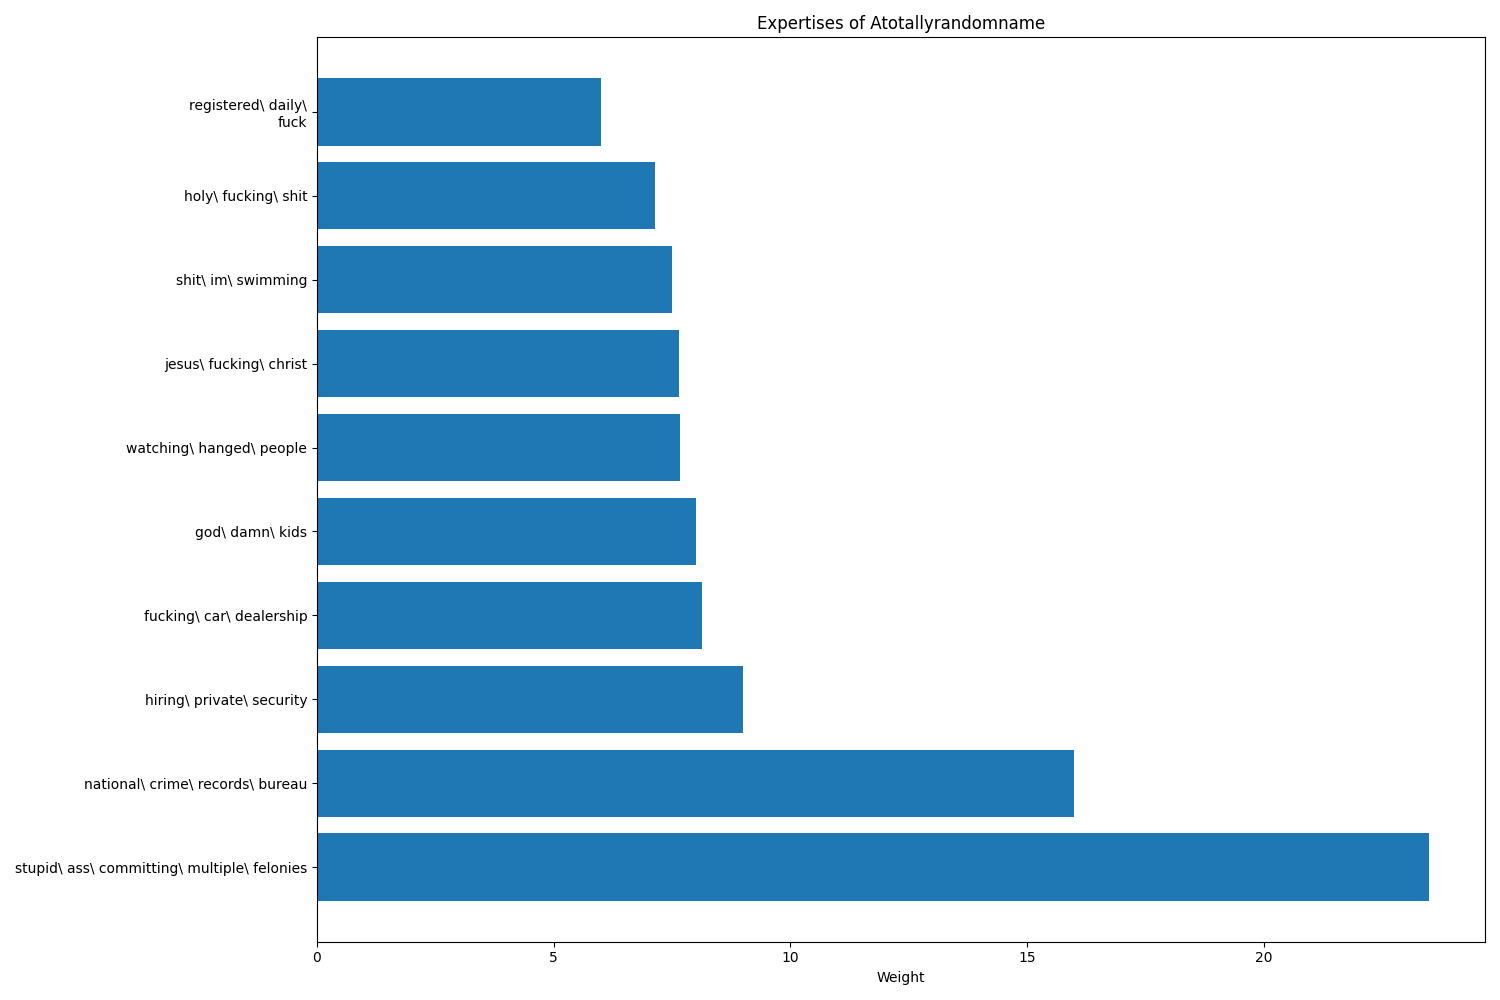 Expertises of Atotallyrandomname
registered\ daily\
fuck
holy\ fucking\ shit
shit\ im\ swimming
jesus\ fucking\ christ
watching\ hanged\ people
god\ damn\ kids
fucking\ car\ dealership
hiring\ private\ security
national\ crime\ records\ bureau
stupid\ ass\ committing\ multiple\ felonies
0 5 10 15 20
Weight